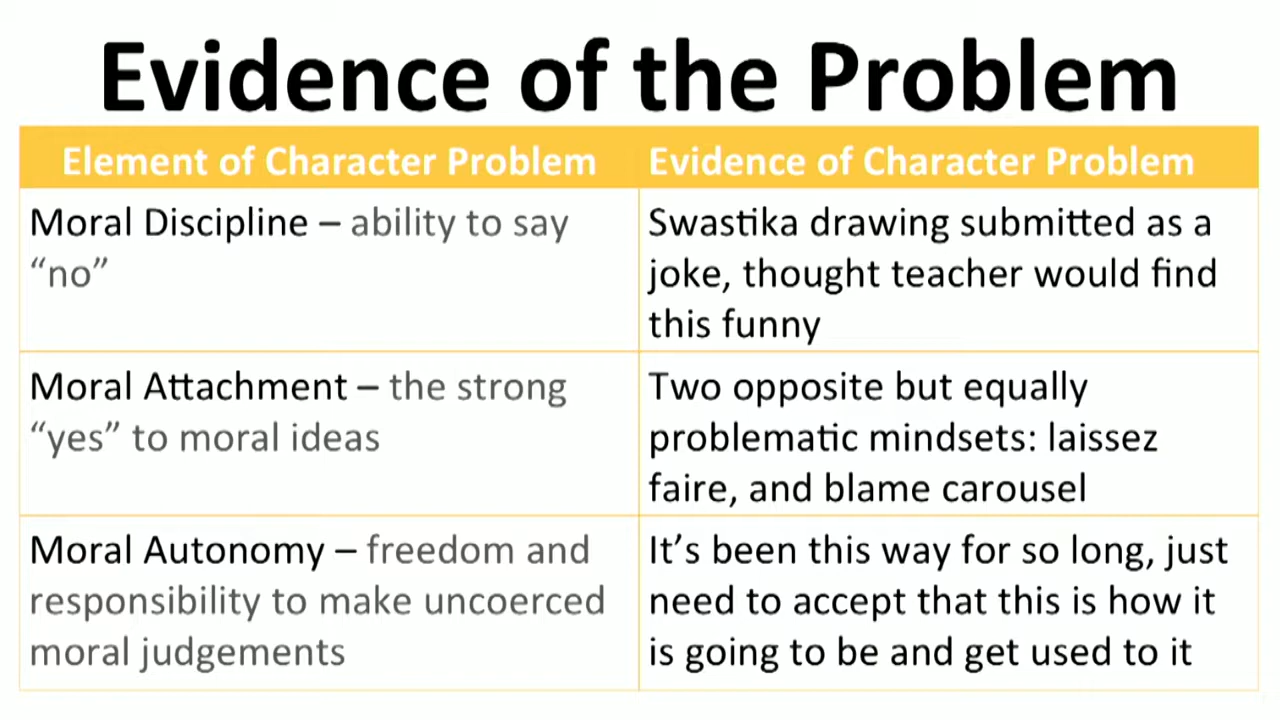 Evidence of the Problem
Element of Character Problem
Evidence of Character Problem
Moral Discipline – ability to say
“no”
Swastika drawing submitted as a
joke, thought teacher would find
this funny
Moral Attachment – the strong
“yes” to moral ideas
Two opposite but equally
problematic mindsets: laissez
faire, and blame carousel
Moral Autonomy – freedom and
responsibility to make uncoerced
moral judgements
It’s been this way for so long, just
need to accept that this is how it
is going to be and get used to it